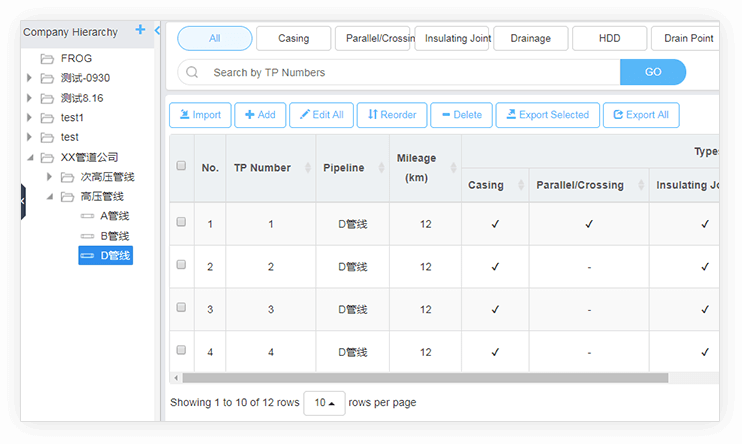 Company Hierarchy
FROG
测试-0930
测试8.16
test1
test
XX管道公司
次高压管线
高压管线
A管线
B管线
D管线
All
Casing
Parallel/Crossin
Insulating Joint
Drainage
HDD
Drain Point
Search by TP Numbers
GO
Import
Add
Edit All
Reorder
Delete
Export Selected
Export All
No.
TP Number
Pipeline
Mileage
(km)
Types
Casing
Parallel/Crossing
Insulating Jo
1 1 D管线 12 ✓ ✓ ✓
2 2 D管线 12 ✓ - ✓
3 3 D管线 12 ✓ - ✓
4 4 D管线 12 ✓ - ✓
Showing 1 to 10 of 12 rows 10 rows per page